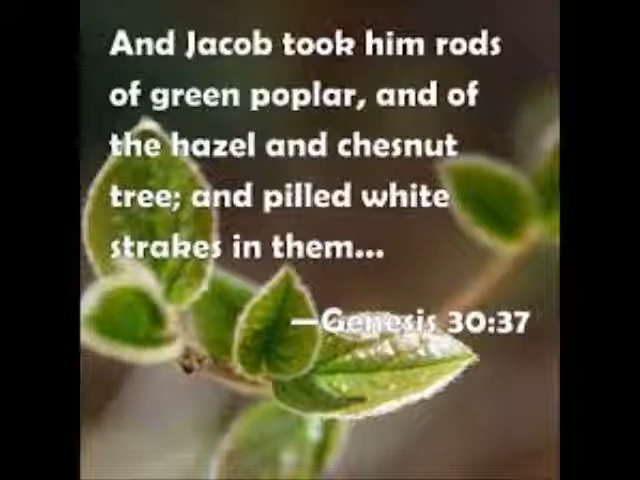 And Jacob took him rods
of green poplar, and of
the hazel and chesnut
tree; and pilled white
strakes in them...
—Genesis 30:37